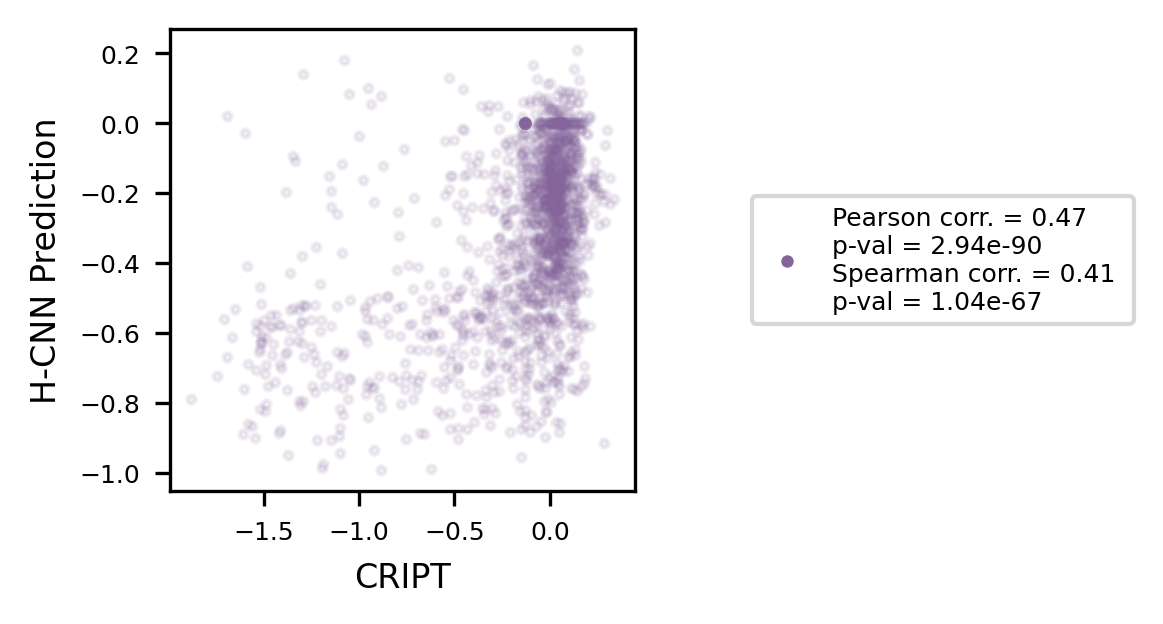 0.2
0.0
−0.2
−0.4
−0.6
−0.8
−1.0
H-CNN Prediction
−1.5
−1.0
−0.5
0.0
CRIPT
Pearson corr. = 0.47
p-val = 2.94e-90
Spearman corr. = 0.41
p-val = 1.04e-67